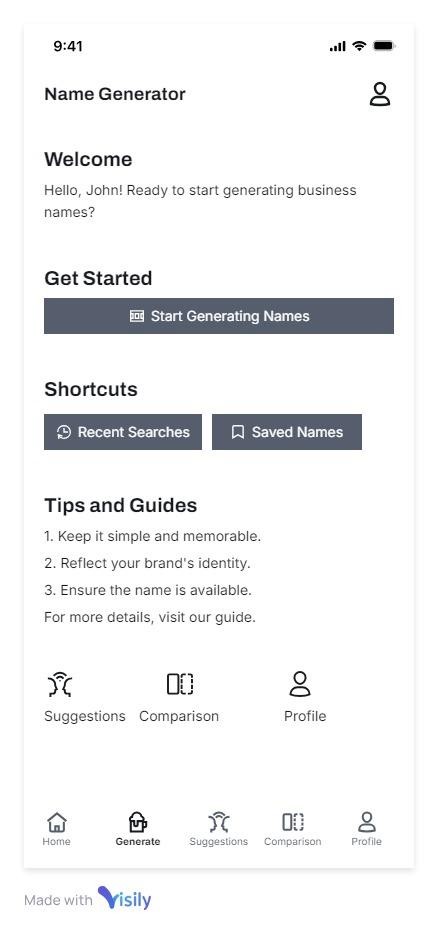 9:41
Name Generator
Welcome
Hello, John! Ready to start generating business
names?
Get Started
Start Generating Names
Shortcuts
Recent Searches
Saved Names
Tips and Guides
1. Keep it simple and memorable.
2. Reflect your brand's identity.
3. Ensure the name is available.
For more details, visit our guide.
Suggestions Comparison Profile
Home Generate Suggestions Comparison Profile
Made with Visily